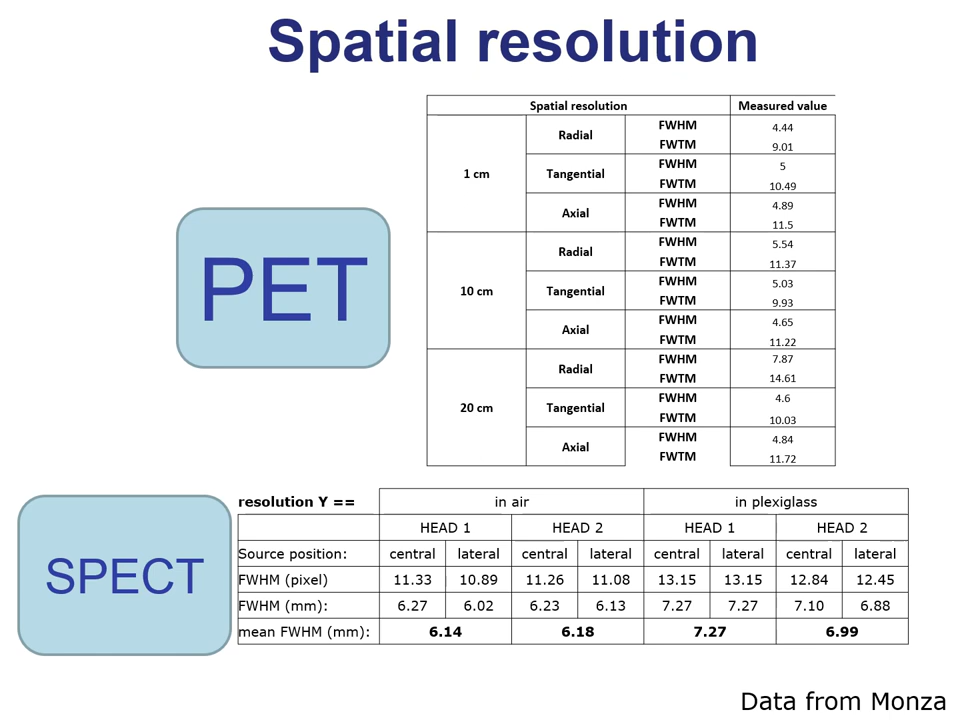 Spatial resolution
Spatial resolution Measured value
1 cm Radial FWHM 4.44
FWTM 9.01
Tangential FWHM 5
FWTM 10.49
Axial FWHM 4.89
FWTM 11.5
10 cm Radial FWHM 5.54
FWTM 11.37
Tangential FWHM 5.03
FWTM 9.93
Axial FWHM 4.65
FWTM 11.22
20 cm Radial FWHM 7.87
FWTM 14.61
Tangential FWHM 4.6
FWTM 10.03
Axial FWHM 4.84
FWTM 11.72
PET
SPECT
resolution Y == in air in plexiglass
HEAD 1 HEAD 2 HEAD 1 HEAD 2
Source position: central lateral central lateral central lateral central lateral
FWHM (pixel) 11.33 10.89 11.26 11.08 13.15 13.15 12.84 12.45
FWHM (mm): 6.27 6.02 6.23 6.13 7.27 7.27 7.10 6.88
mean FWHM (mm): 6.14 6.18 7.27 6.99
Data from Monza